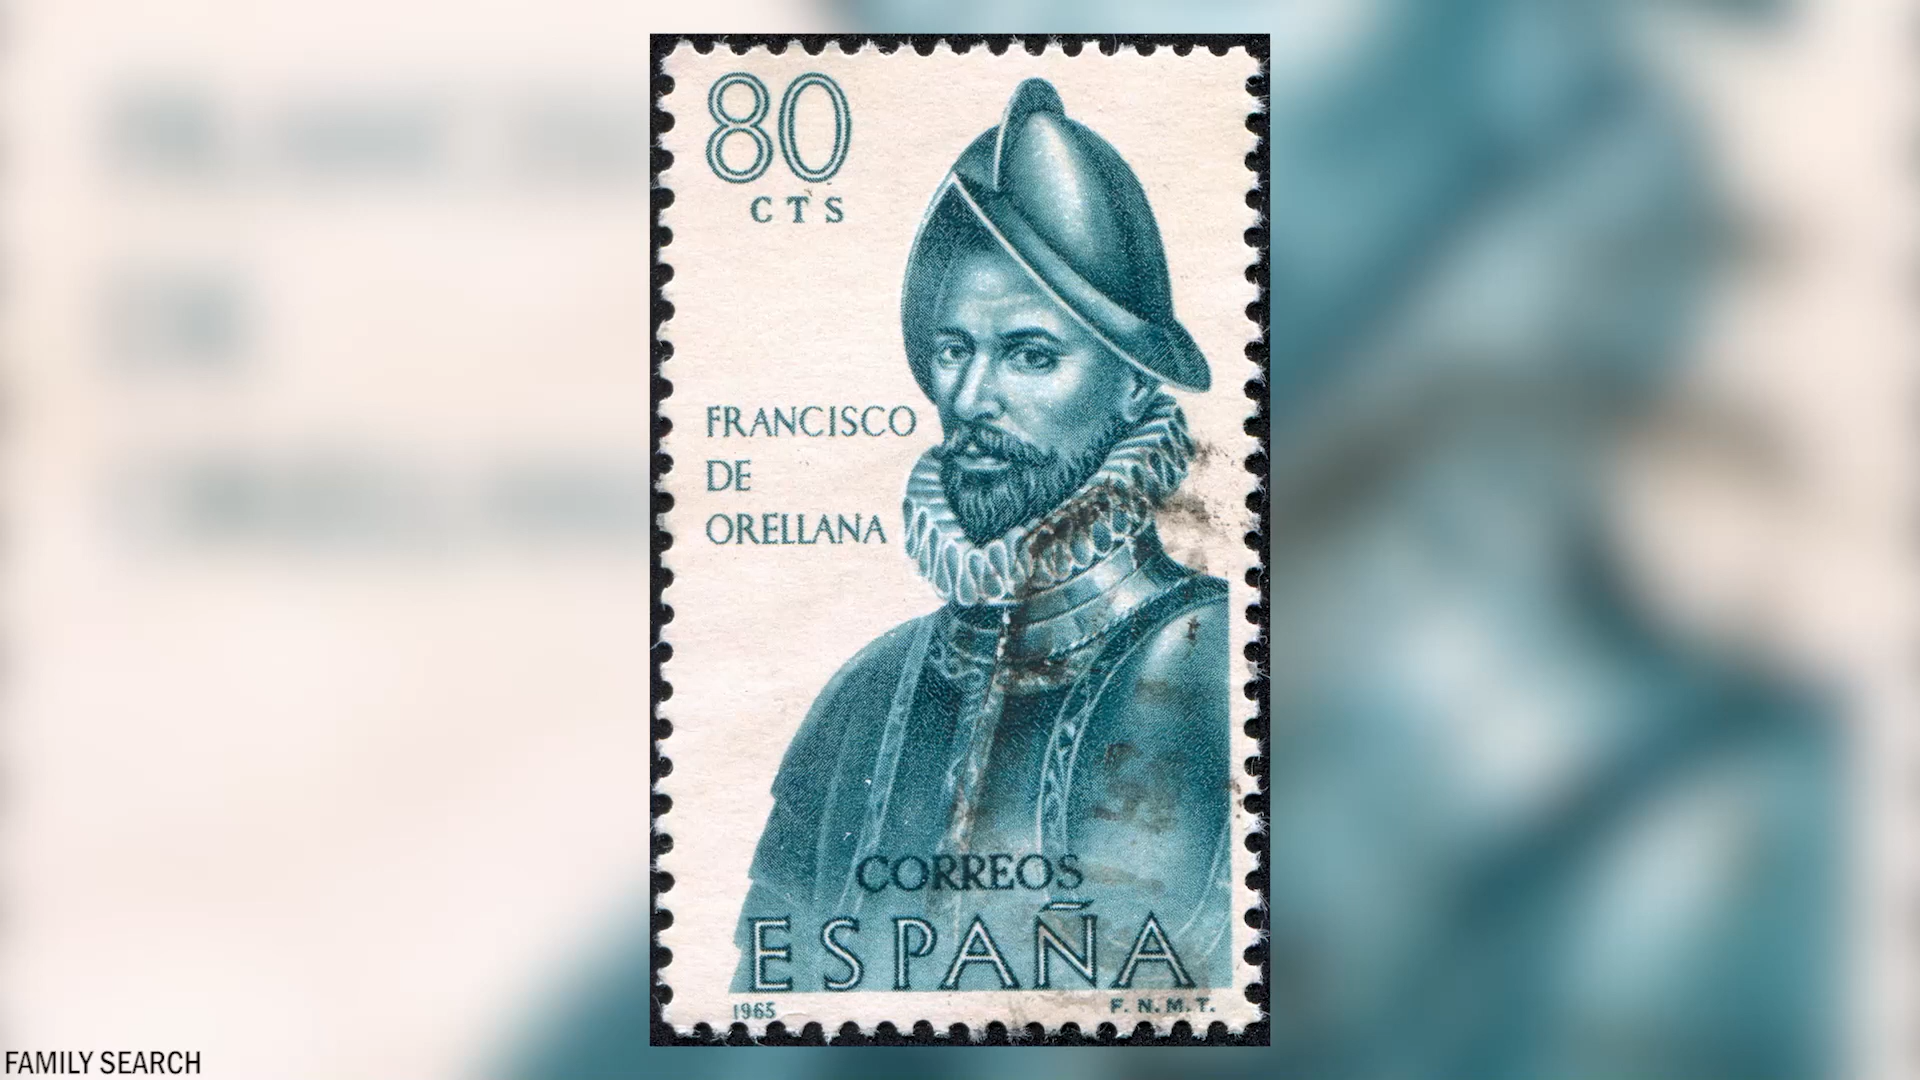 80
CTS
FRANCISCO
DE
ORELLANA
CORREOS
ESPAÑA
1965
F. N. M. T.
FAMILY SEARCH